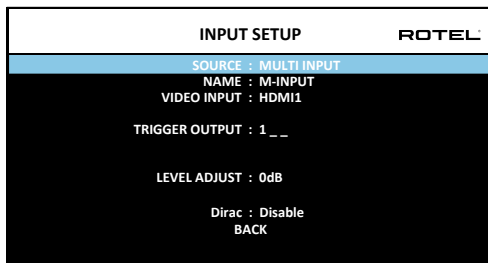 INPUT SETUP ROTEL
SOURCE : MULTI INPUT
NAME : M-INPUT
VIDEO INPUT : HDMI1
TRIGGER OUTPUT : 1 _ _
LEVEL ADJUST : 0dB
Dirac : Disable
BACK